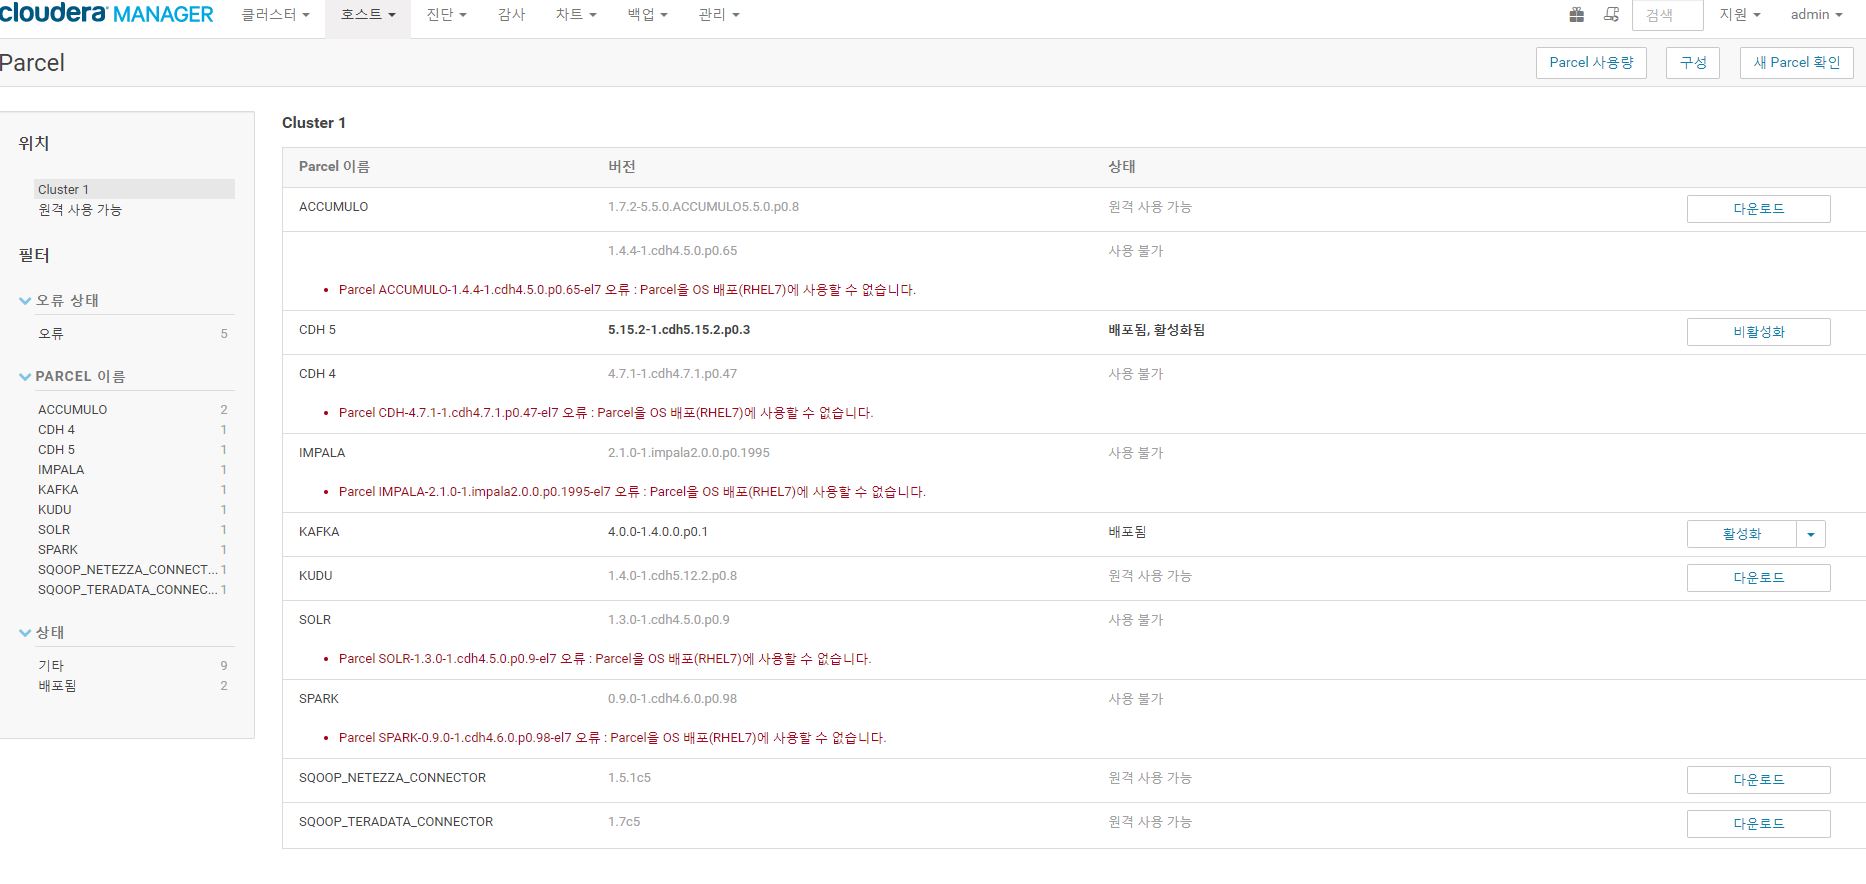 cloudera MANAGER 클러스터 호스트 진단 감사 차트 백업 관리 검색 지원 admin
Parcel Parcel 사용량 구성 새 Parcel 확인
위치
Cluster 1
원격 사용 가능
필터
오류 상태
오류 5
PARCEL 이름
ACCUMULO 2
CDH 4 1
CDH 5 1
IMPALA 1
KAFKA 1
KUDU 1
SOLR 1
SPARK 1
SQOOP_NETEZZA_CONNECT... 1
SQOOP_TERADATA_CONNEC... 1
상태
기타 9
배포됨 2
Cluster 1
Parcel 이름 버전 상태
ACCUMULO 1.7.2-5.5.0.ACCUMULO5.5.0.p0.8 원격 사용 가능 다운로드
1.4.4-1.cdh4.5.0.p0.65 사용 불가
Parcel ACCUMULO-1.4.4-1.cdh4.5.0.p0.65-el7 오류 : Parcel을 OS 배포(RHEL7)에 사용할 수 없습니다.
CDH 5 5.15.2-1.cdh5.15.2.p0.3 배포됨, 활성화됨 비활성화
CDH 4 4.7.1-1.cdh4.7.1.p0.47 사용 불가
Parcel CDH-4.7.1-1.cdh4.7.1.p0.47-el7 오류 : Parcel을 OS 배포(RHEL7)에 사용할 수 없습니다.
IMPALA 2.1.0-1.impala2.0.0.p0.1995 사용 불가
Parcel IMPALA-2.1.0-1.impala2.0.0.p0.1995-el7 오류 : Parcel을 OS 배포(RHEL7)에 사용할 수 없습니다.
KAFKA 4.0.0-1.4.0.0.p0.1 배포됨 활성화
KUDU 1.4.0-1.cdh5.12.2.p0.8 원격 사용 가능 다운로드
SOLR 1.3.0-1.cdh4.5.0.p0.9 사용 불가
Parcel SOLR-1.3.0-1.cdh4.5.0.p0.9-el7 오류 : Parcel을 OS 배포(RHEL7)에 사용할 수 없습니다.
SPARK 0.9.0-1.cdh4.6.0.p0.98 사용 불가
Parcel SPARK-0.9.0-1.cdh4.6.0.p0.98-el7 오류 : Parcel을 OS 배포(RHEL7)에 사용할 수 없습니다.
SQOOP_NETEZZA_CONNECTOR 1.5.1c5 원격 사용 가능 다운로드
SQOOP_TERADATA_CONNECTOR 1.7c5 원격 사용 가능 다운로드